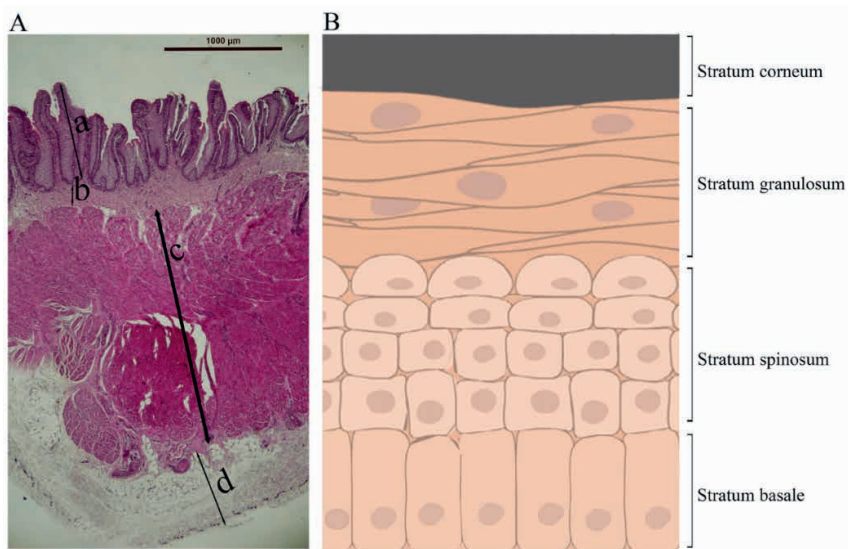 A
B
1000 μm
a
b
c
d
Stratum corneum
Stratum granulosum
Stratum spinosum
Stratum basale